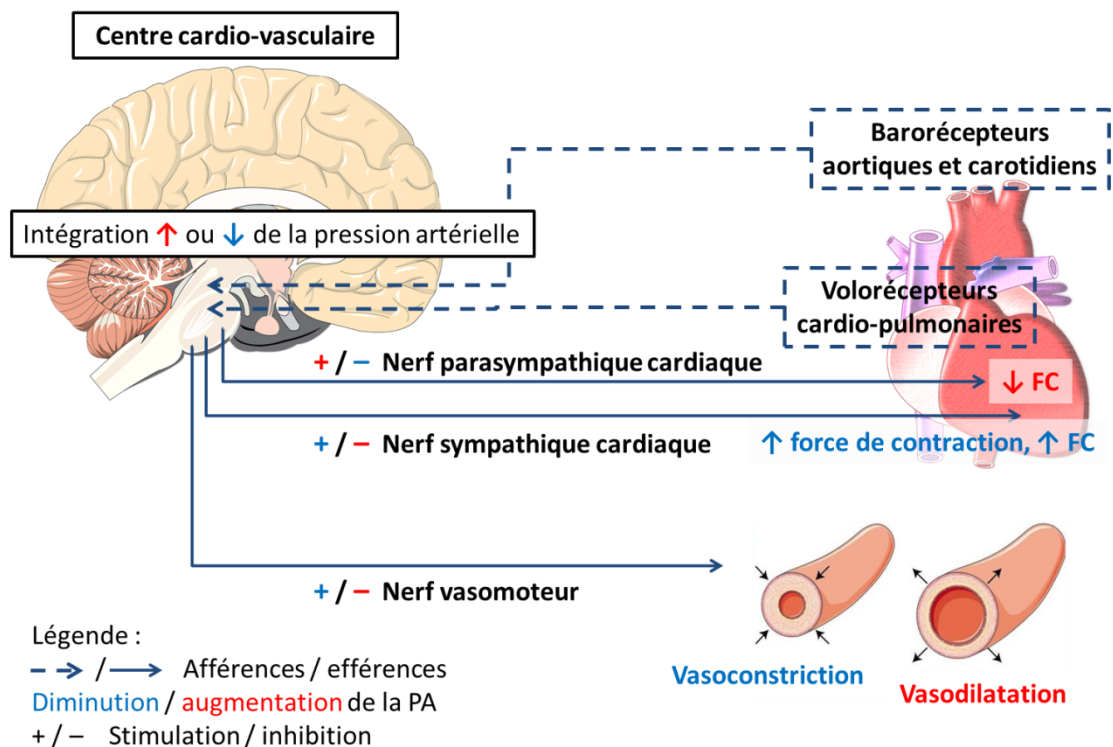 Centre cardio-vasculaire
Barorécepteurs
aortiques et carotidiens
Intégration ↑ ou ↓ de la pression artérielle
Volorécepteurs
cardio-pulmonaires
+ / – Nerf parasympathique cardiaque
↓ FC
+ / – Nerf sympathique cardiaque
↑ force de contraction, ↑ FC
+ / – Nerf vasomoteur
Vasoconstriction
Vasodilatation
Légende :
/ Afférences / efférences
Diminution / augmentation de la PA
+ / – Stimulation / inhibition